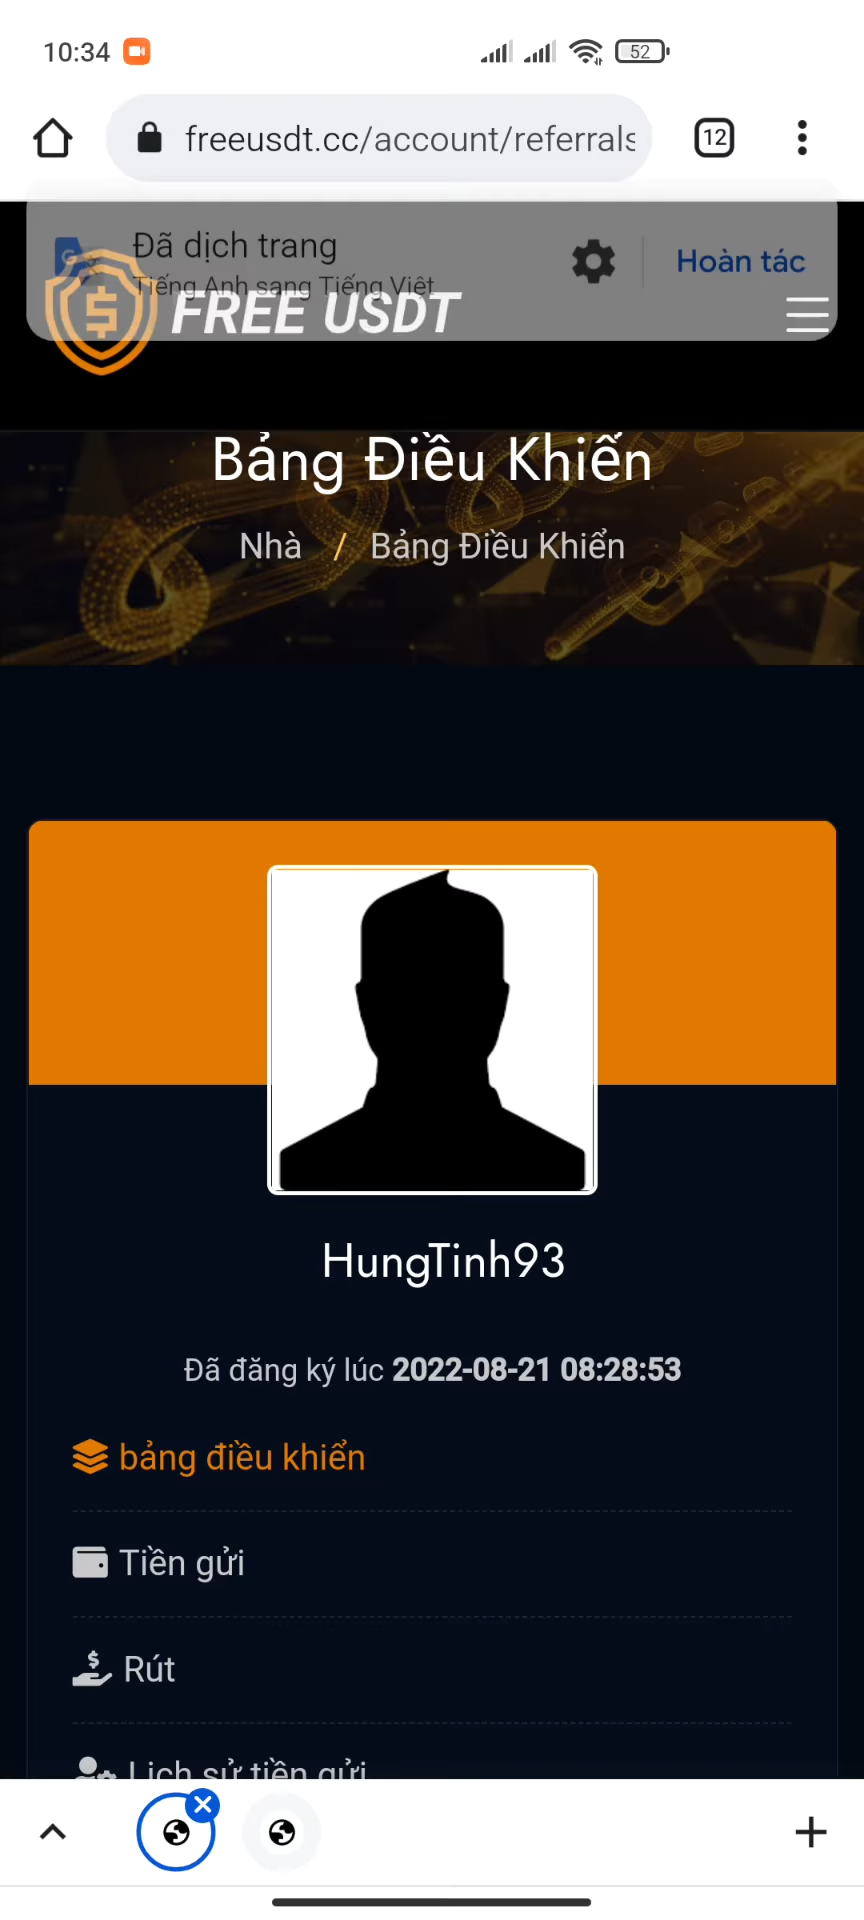 10:34
52
freeusdt.cc/account/referrals
12
Đã dịch trang
Tiếng Anh sang Tiếng Việt
Hoàn tác
FREE USDT
Bảng Điều Khiển
Nhà / Bảng Điều Khiển
HungTinh93
Đã đăng ký lúc 2022-08-21 08:28:53
bảng điều khiển
Tiền gửi
Rút
Lịch sử tiền gửi